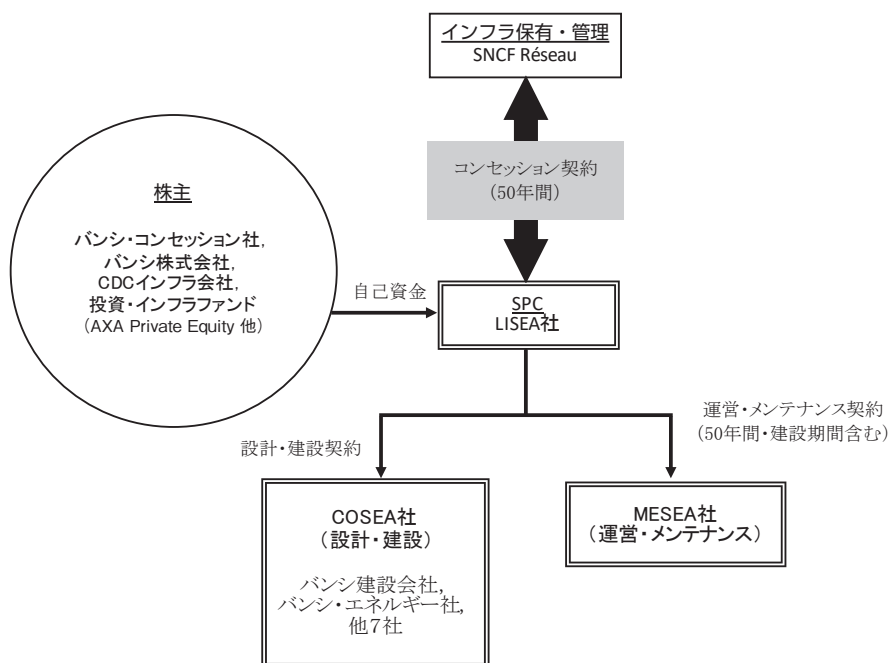 インフラ保有・管理
SNCF Réseau
コンセッション契約
(50年間)
株主
バンシ・コンセッション社,
バンシ株式会社,
CDCインフラ会社,
投資・インフラファンド
(AXA Private Equity 他)
自己資金
SPC
LISEA社
運営・メンテナンス契約
(50年間・建設期間含む)
設計・建設契約
COSEA社
(設計・建設)
バンシ建設会社,
バンシ・エネルギー社,
他7社
MESEA社
(運営・メンテナンス)